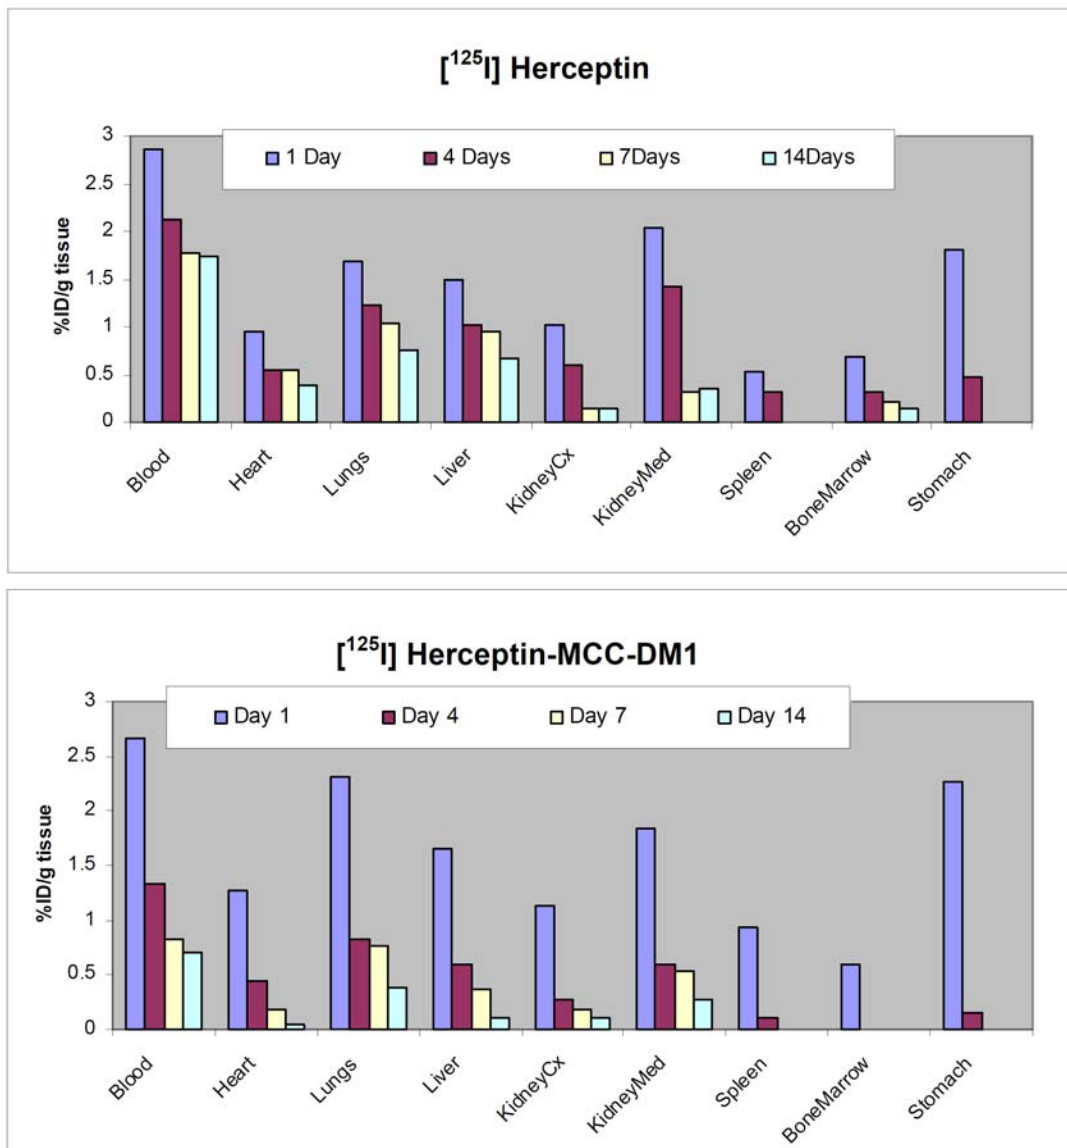 [¹²⁵I] Herceptin
1 Day 4 Days 7Days 14Days
%ID/g tissue
3
2.5
2
1.5
1
0.5
0
Blood Heart Lungs Liver KidneyCx KidneyMed Spleen BoneMarrow Stomach
[¹²⁵I] Herceptin-MCC-DM1
Day 1 Day 4 Day 7 Day 14
%ID/g tissue
3
2.5
2
1.5
1
0.5
0
Blood Heart Lungs Liver KidneyCx KidneyMed Spleen BoneMarrow Stomach